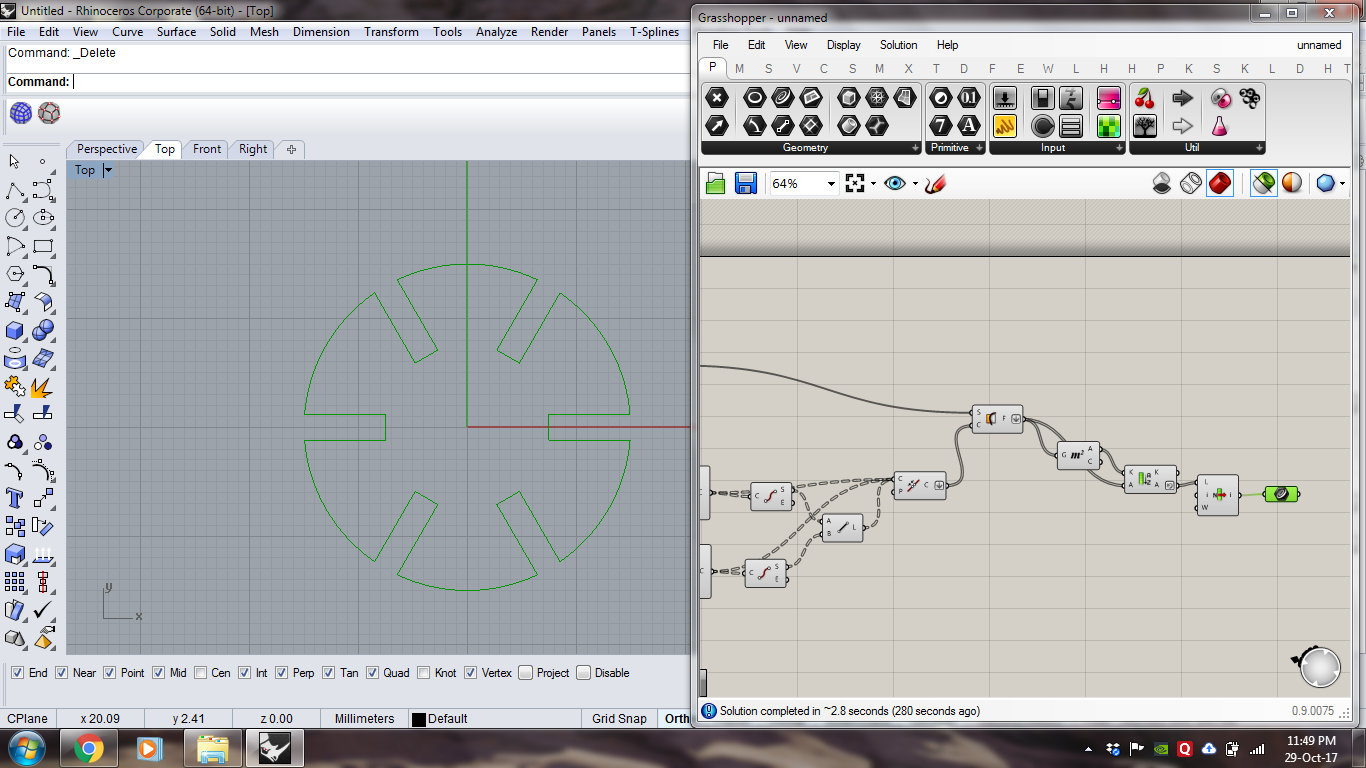 Untitled - Rhinoceros Corporate (64-bit) - [Top]
File Edit View Curve Surface Solid Mesh Dimension Transform Tools Analyze Render Panels T-Splines
Command: _Delete
Command:
Perspective Top Front Right
Top
y
x
End Near Point Mid Cen Int Perp Tan Quad Knot Vertex Project Disable
CPlane x 20.09 y 2.41 z 0.00 Millimeters Default Grid Snap Orth
Grasshopper - unnamed
File Edit View Display Solution Help unnamed
P M S V C S M X T D F E W L H H P K S K L D H T
Geometry Primitive Input Util
64%
S F
C
G m² A
C
K K
A A
L
i N i
W
C S
E
C C
P
A L
B
C S
E
Solution completed in ~2.8 seconds (280 seconds ago) 0.9.0075
11:49 PM
29-Oct-17